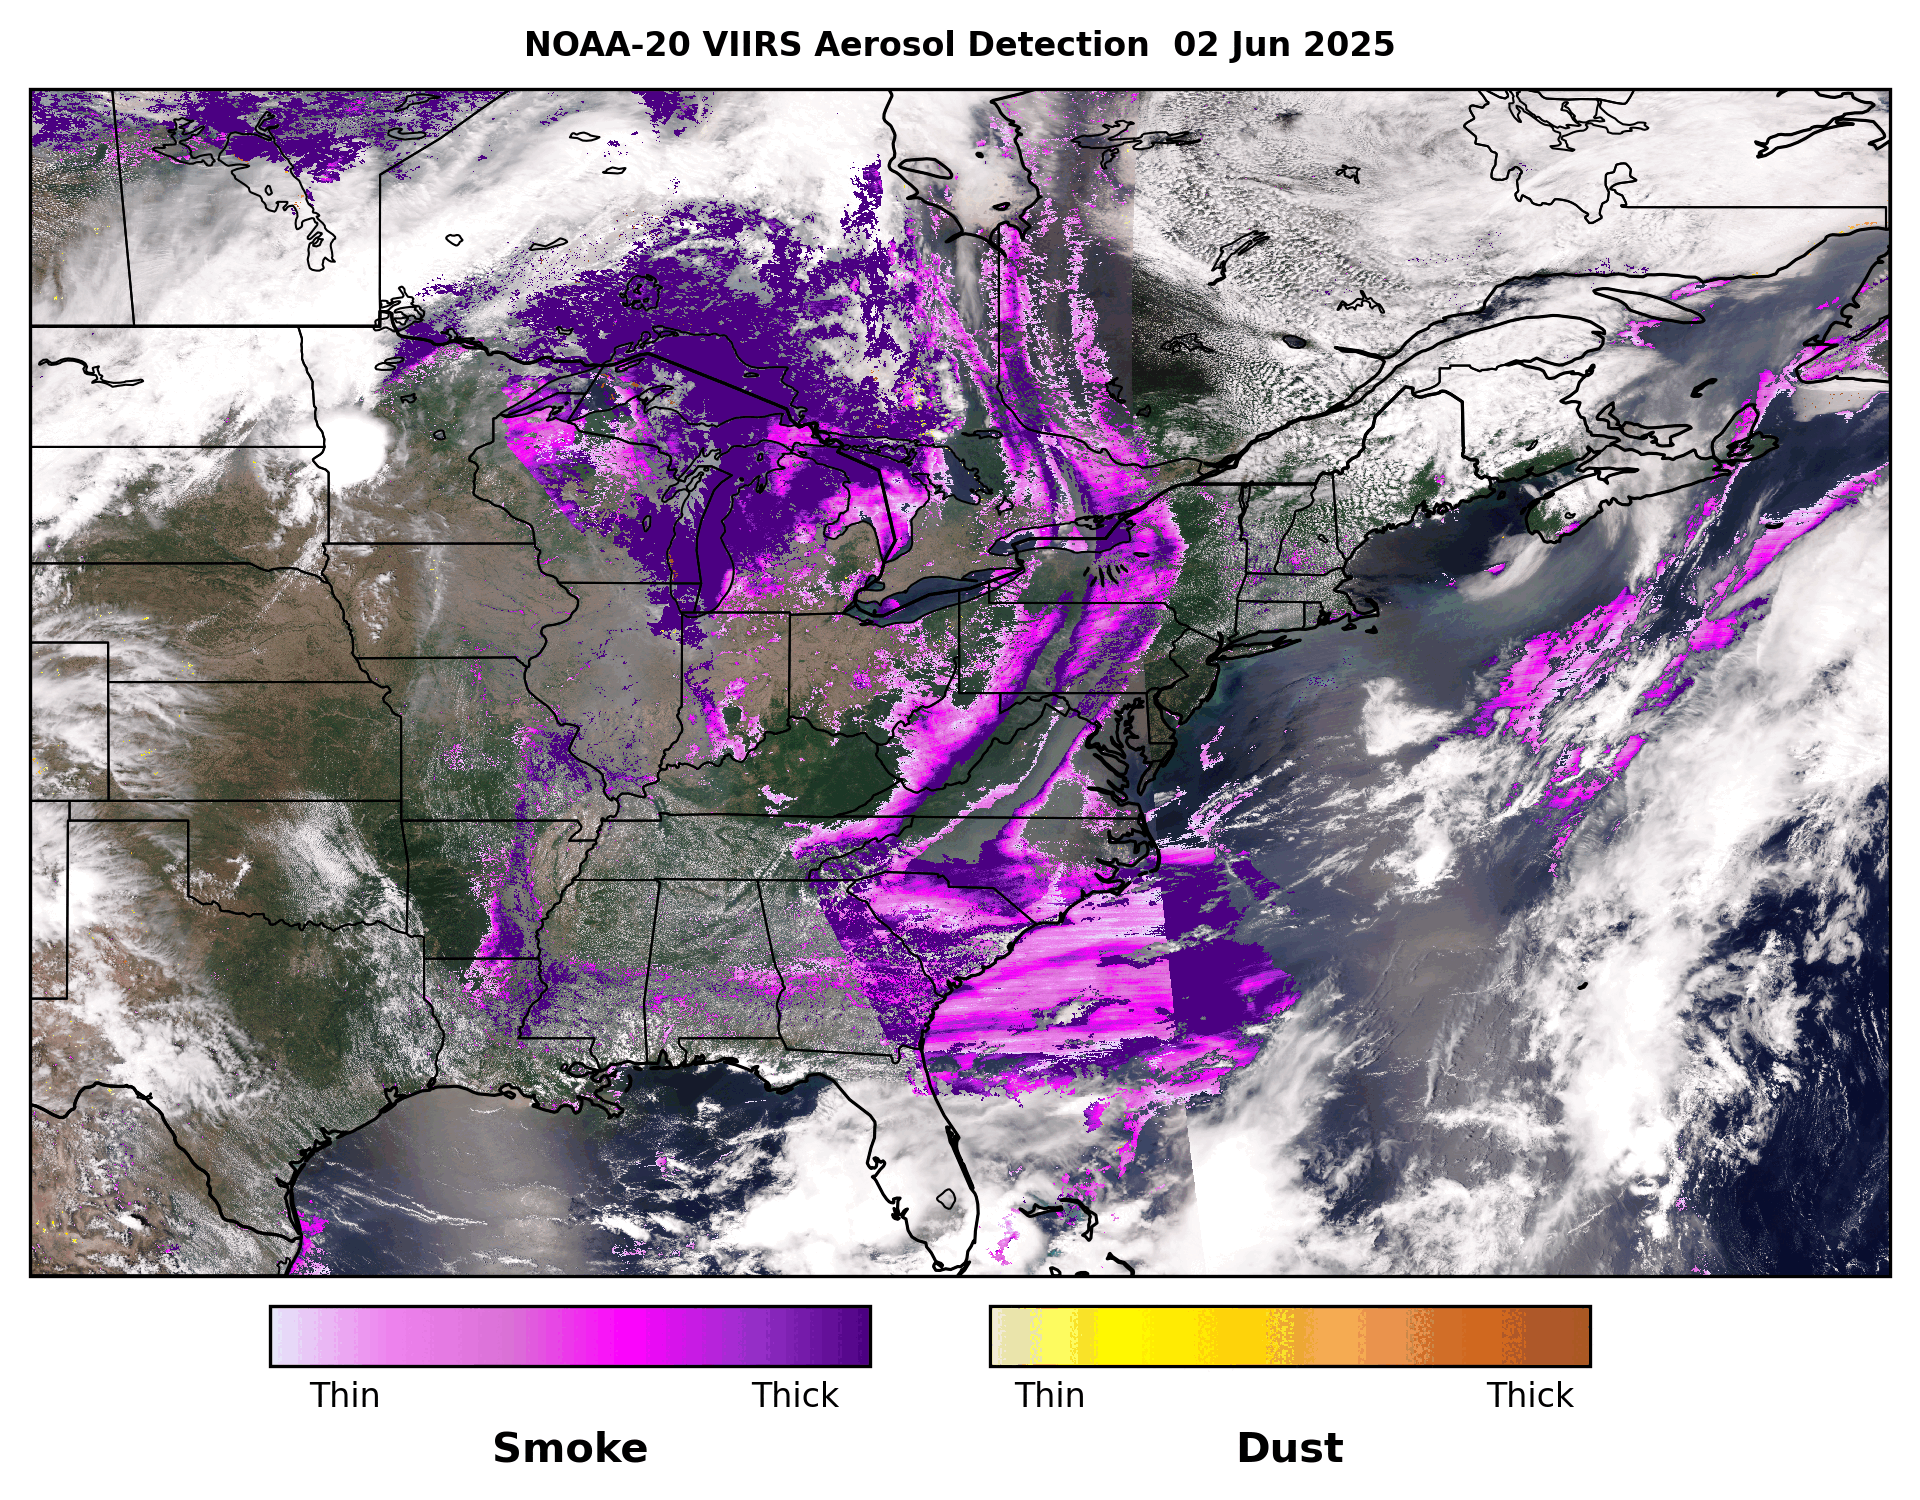 NOAA-20 VIIRS Aerosol Detection  02 Jun 2025
Thin Thick Thin Thick
Smoke Dust